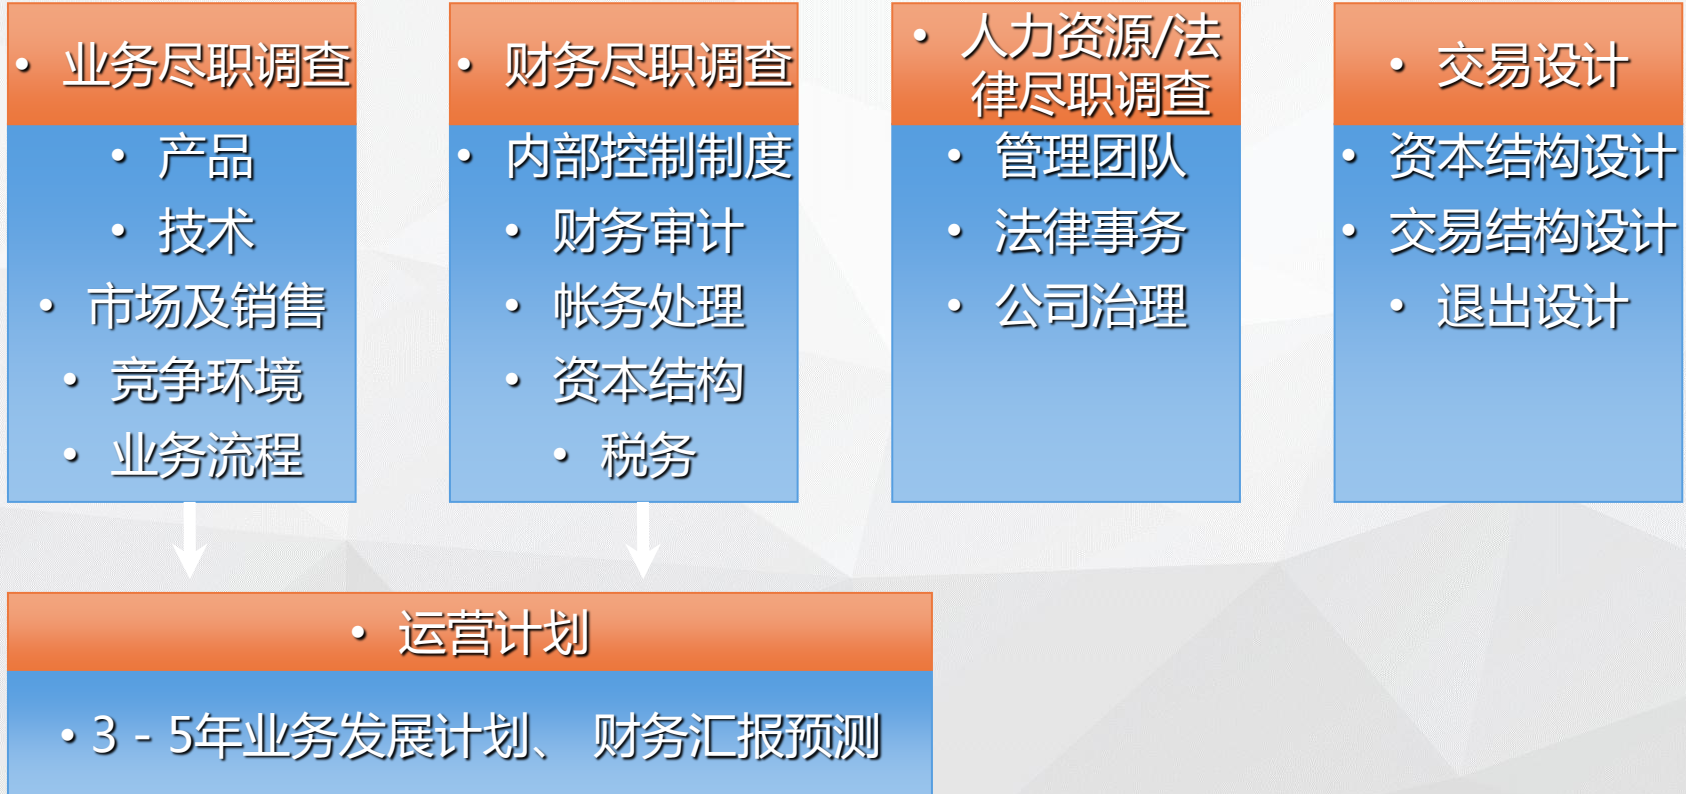 • 业务尽职调查
• 产品
• 技术
• 市场及销售
• 竞争环境
• 业务流程
• 财务尽职调查
• 内部控制制度
• 财务审计
• 帐务处理
• 资本结构
• 税务
• 人力资源/法
律尽职调查
• 管理团队
• 法律事务
• 公司治理
• 交易设计
• 资本结构设计
• 交易结构设计
• 退出设计
• 运营计划
• 3 - 5年业务发展计划、 财务汇报预测